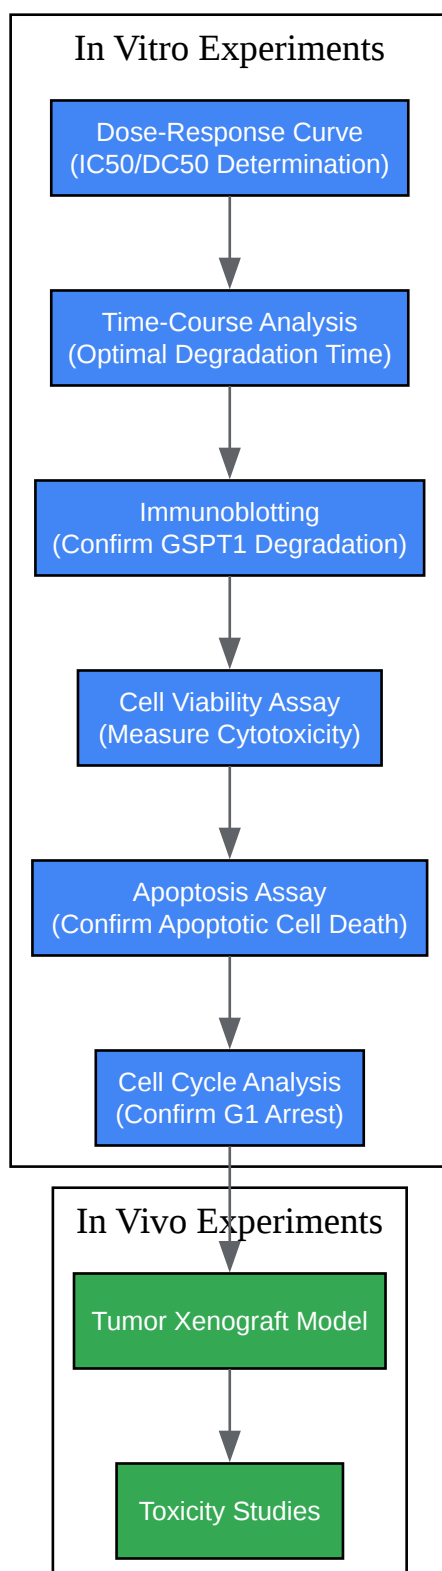 In Vitro Experiments
Dose-Response Curve
(IC50/DC50 Determination)
Time-Course Analysis
(Optimal Degradation Time)
Immunoblotting
(Confirm GSPT1 Degradation)
Cell Viability Assay
(Measure Cytotoxicity)
Apoptosis Assay
(Confirm Apoptotic Cell Death)
Cell Cycle Analysis
(Confirm G1 Arrest)
In Vivo Experiments
Tumor Xenograft Model
Toxicity Studies